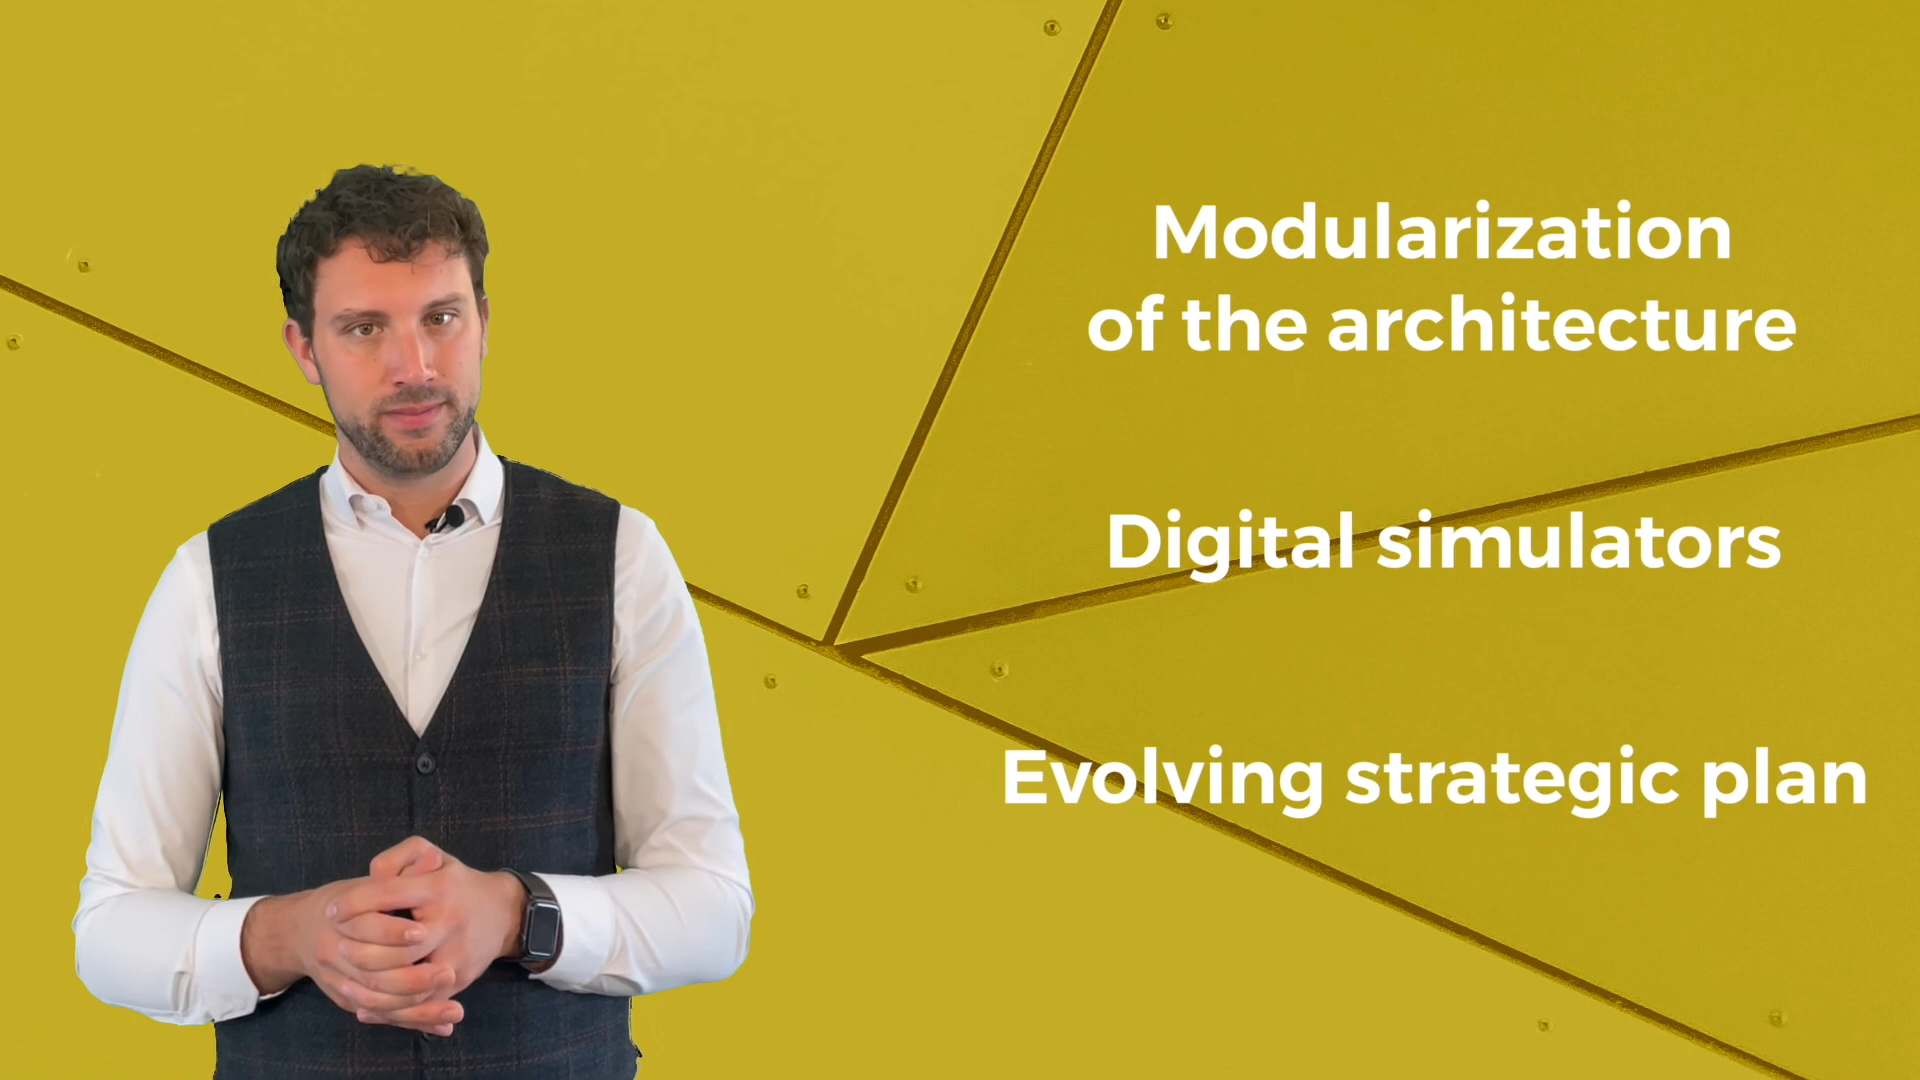 Modularization
of the architecture
Digital simulators
Evolving strategic plan